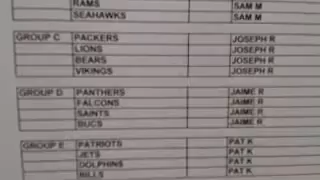 RAMS SAM M
SEAHAWKS SAM M
GROUP C PACKERS JOSEPH R
LIONS JOSEPH R
BEARS JOSEPH R
VIKINGS JOSEPH R
GROUP D PANTHERS JAIME R
FALCONS JAIME R
SAINTS JAIME R
BUCS JAIME R
GROUP E PATRIOTS PAT K
JETS PAT K
DOLPHINS PAT K
BILLS PAT K